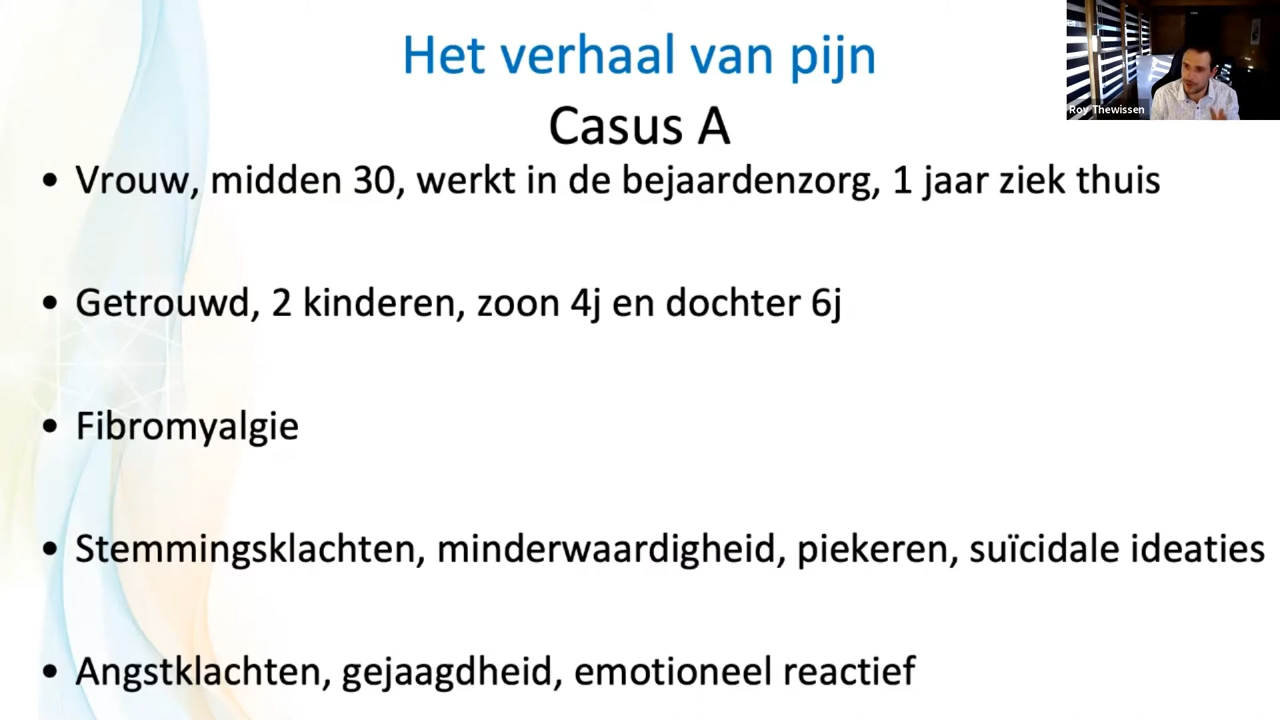 Het verhaal van pijn
Casus A
Roy Thewissen
• Vrouw, midden 30, werkt in de bejaardenzorg, 1 jaar ziek thuis
• Getrouwd, 2 kinderen, zoon 4j en dochter 6j
• Fibromyalgie
• Stemmingsklachten, minderwaardigheid, piekeren, suïcidale ideaties
• Angstklachten, gejaagdheid, emotioneel reactief